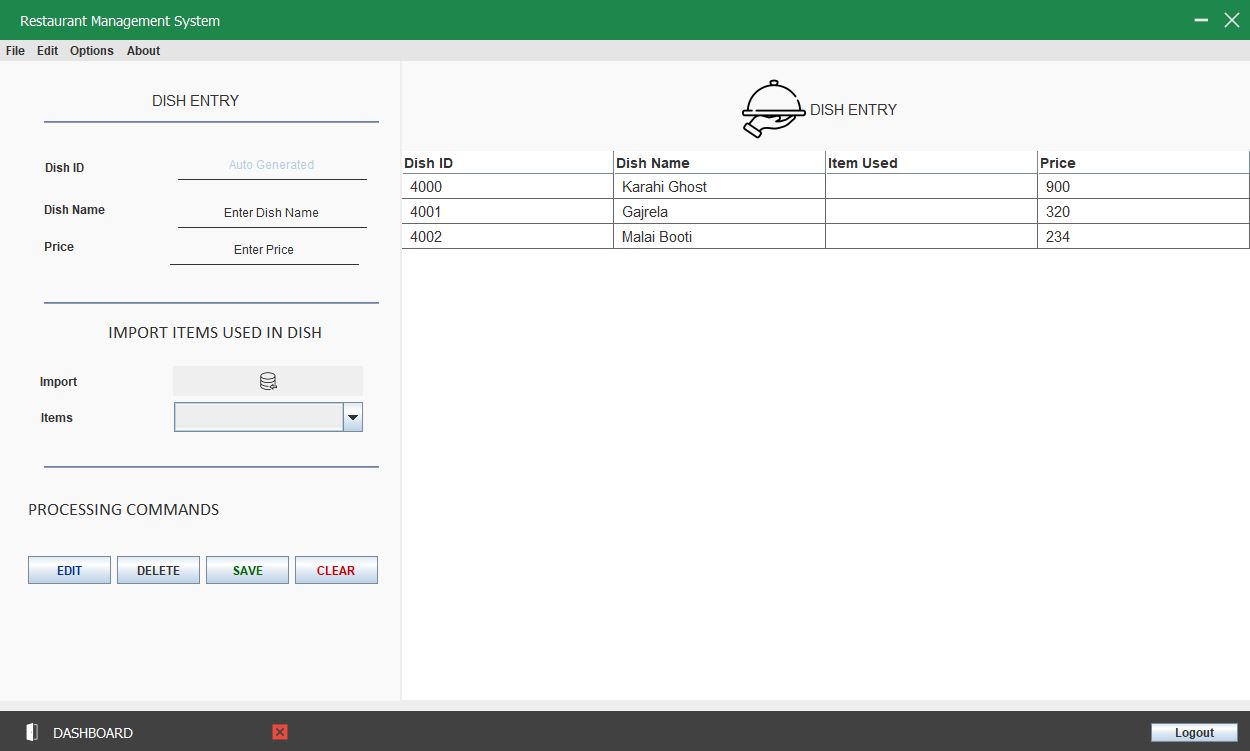 Restaurant Management System
File Edit Options About
DISH ENTRY
Dish ID Auto Generated
Dish Name Enter Dish Name
Price Enter Price
IMPORT ITEMS USED IN DISH
Import
Items
PROCESSING COMMANDS
EDIT DELETE SAVE CLEAR
DISH ENTRY
Dish ID Dish Name Item Used Price
4000 Karahi Ghost 900
4001 Gajrela 320
4002 Malai Booti 234
DASHBOARD Logout